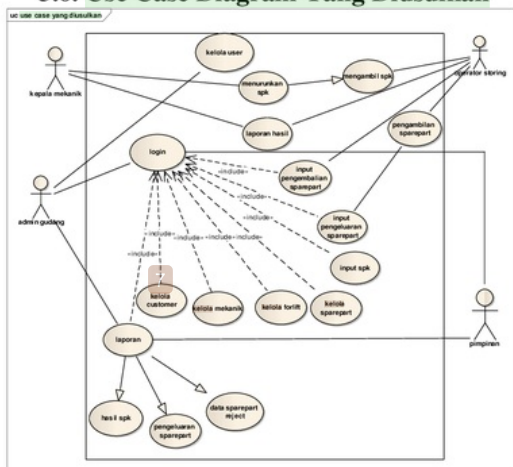 Use Case Diagram Yang Diusulkan
uc use case yang diusulkan
kelola user
kepala mekanik
menurunkan
spk
mengambil spk
operator storing
laporan hasil
pengambilan
sparepart
login
admin gudang
«include»
input
pengembalian
sparepart
«include»
input
pengeluaran
sparepart
«include»
«include»
«include»
«include»
«include»
«include»
input spk
kelola
customer
kelola mekanik
kelola forlift
kelola
sparepart
pimpinan
laporan
hasil spk
pengeluaran
sparepart
data sparepart
reject